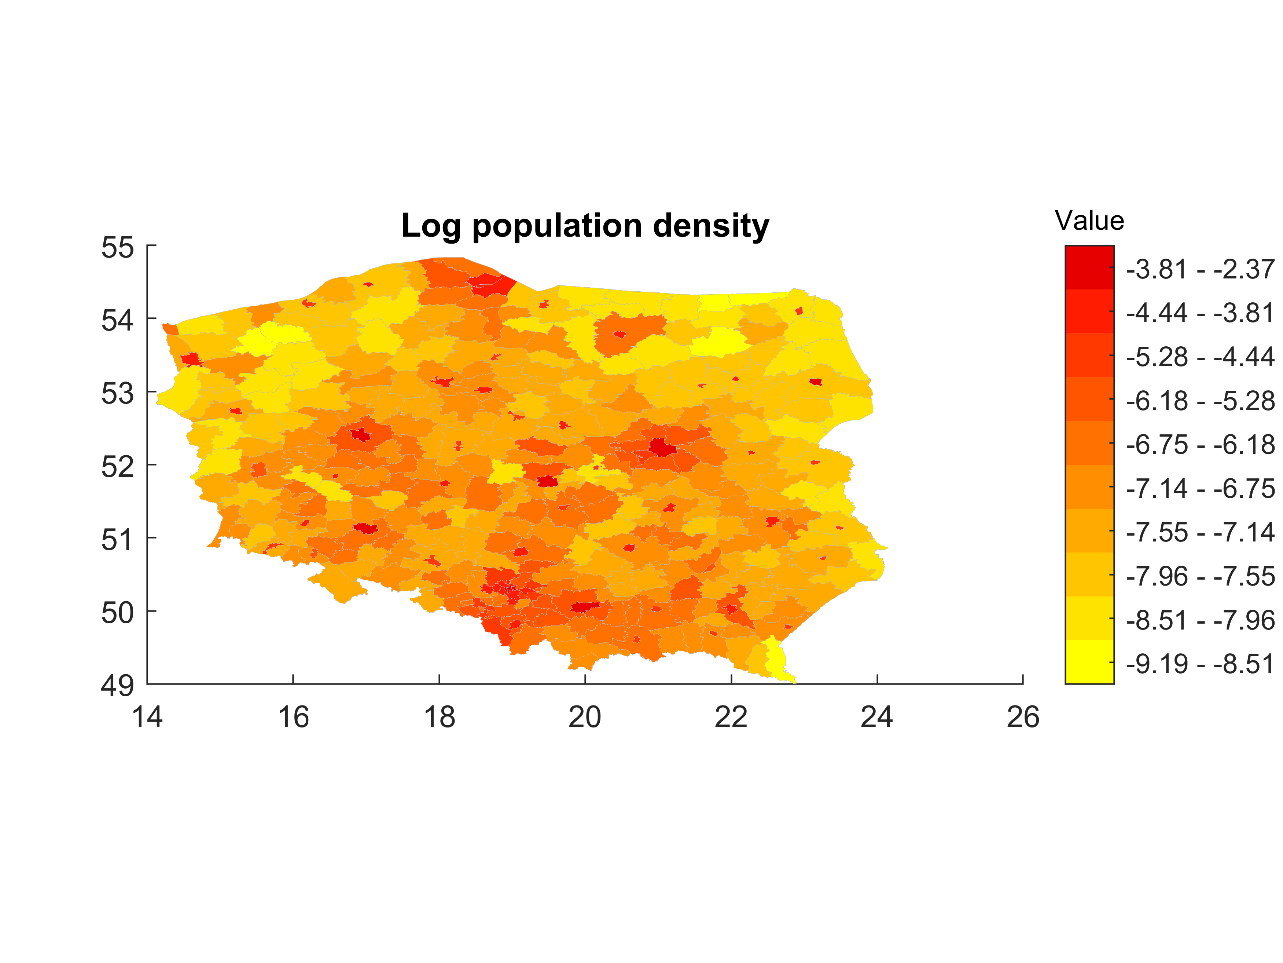 Log population density
Value
55
54
53
52
51
50
49
14 16 18 20 22 24 26
-3.81 - -2.37
-4.44 - -3.81
-5.28 - -4.44
-6.18 - -5.28
-6.75 - -6.18
-7.14 - -6.75
-7.55 - -7.14
-7.96 - -7.55
-8.51 - -7.96
-9.19 - -8.51